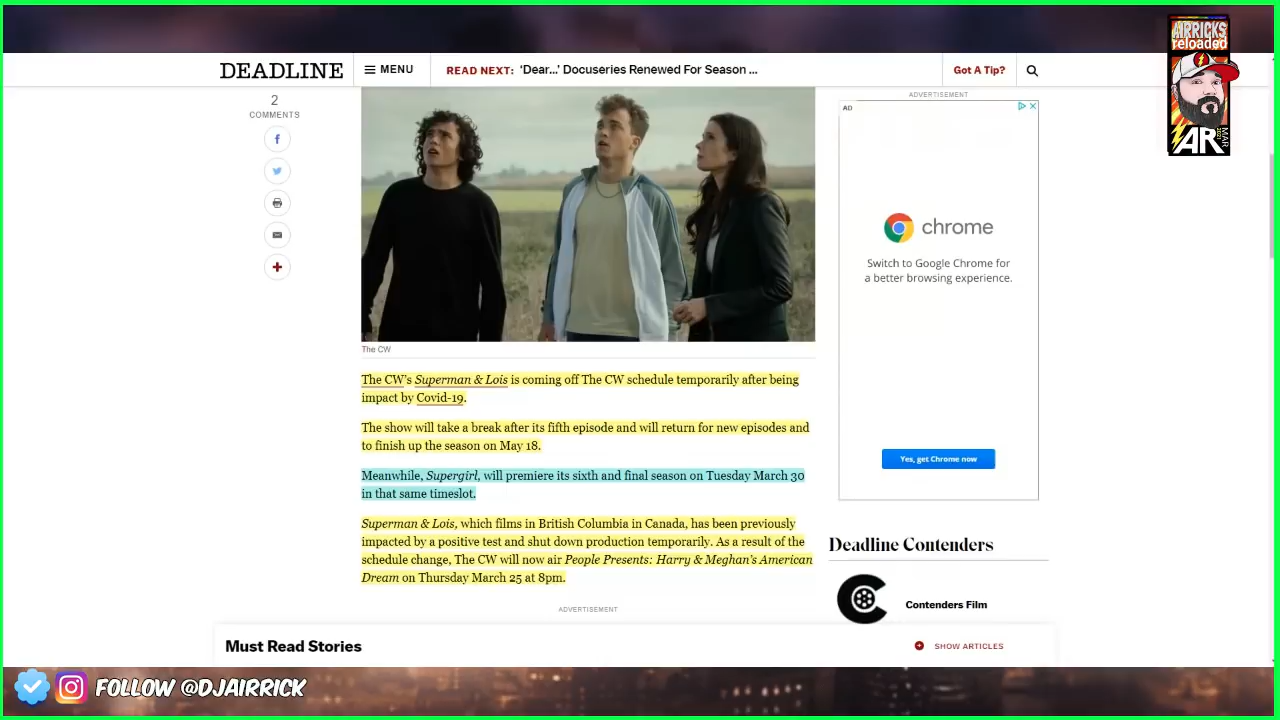 AIRRICKS
reloaded
AR
MAR
DEADLINE
MENU
READ NEXT: ‘Dear...’ Docuseries Renewed For Season ...
Got A Tip?
2
COMMENTS
ADVERTISEMENT
AD
chrome
Switch to Google Chrome for
a better browsing experience.
Yes, get Chrome now
The CW
The CW’s Superman & Lois is coming off The CW schedule temporarily after being
impact by Covid-19.
The show will take a break after its fifth episode and will return for new episodes and
to finish up the season on May 18.
Meanwhile, Supergirl, will premiere its sixth and final season on Tuesday March 30
in that same timeslot.
Superman & Lois, which films in British Columbia in Canada, has been previously
impacted by a positive test and shut down production temporarily. As a result of the
schedule change, The CW will now air People Presents: Harry & Meghan’s American
Dream on Thursday March 25 at 8pm.
Deadline Contenders
Contenders Film
ADVERTISEMENT
Must Read Stories
SHOW ARTICLES
FOLLOW @DJAIRRICK